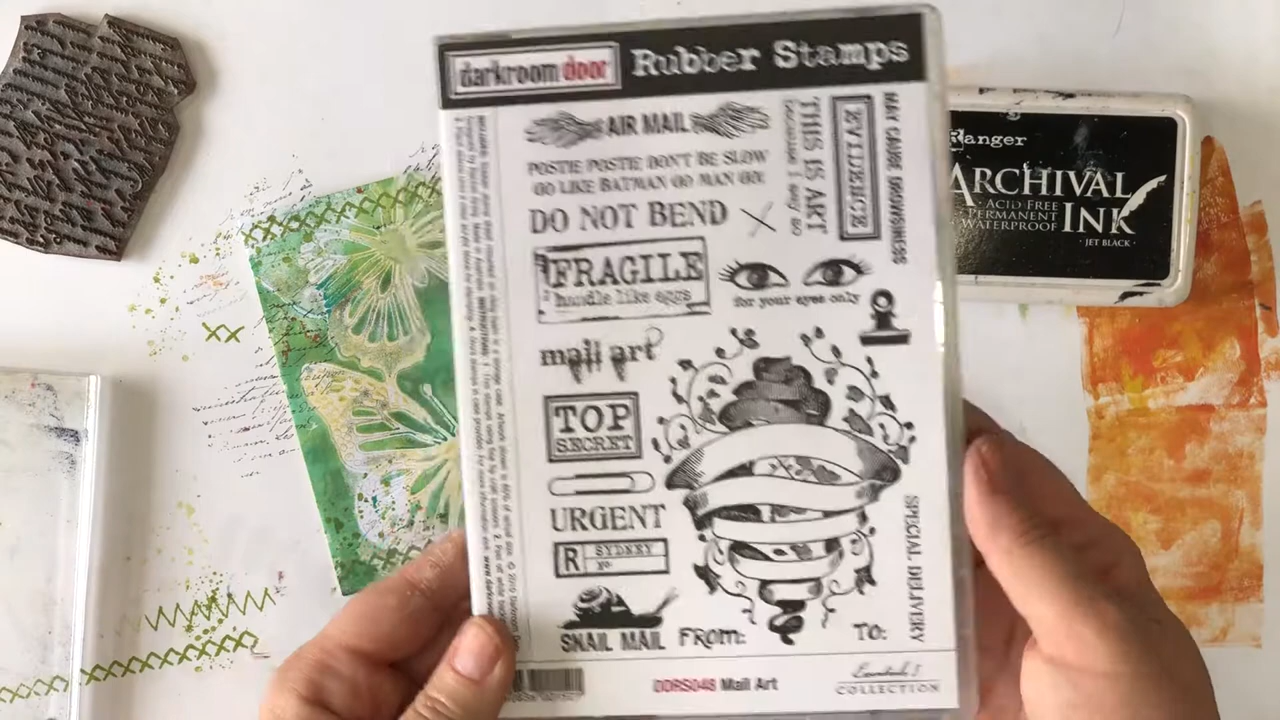 darkroom door Rubber Stamps
AIR MAIL
POSTIE POSTIE DON'T BE SLOW
GO LIKE BATMAN GO MAN GO!
DO NOT BEND
THIS IS ART
because I say so
EVIDENCE
MAY CAUSE DROWSINESS
FRAGILE
handle like eggs
for your eyes only
mail art
TOP
SECRET
URGENT
R SYDNEY
No
SNAIL MAIL FROM: TO:
SPECIAL DELIVERY
DDRS048 Mail Art
Essentials
COLLECTION
Ranger
ARCHIVAL
ACID-FREE
PERMANENT
WATERPROOF
INK
JET BLACK